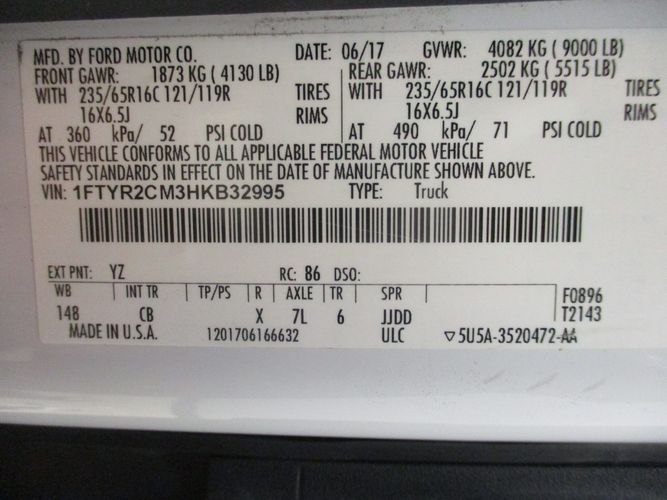 MFD. BY FORD MOTOR CO. DATE: 06/17 GVWR: 4082 KG ( 9000 LB)
FRONT GAWR: 1873 KG ( 4130 LB) REAR GAWR: 2502 KG ( 5515 LB)
WITH 235/65R16C 121/119R TIRES WITH 235/65R16C 121/119R TIRES
16X6.5J RIMS 16X6.5J RIMS
AT 360 kPa/ 52 PSI COLD AT 490 kPa/ 71 PSI COLD
THIS VEHICLE CONFORMS TO ALL APPLICABLE FEDERAL MOTOR VEHICLE
SAFETY STANDARDS IN EFFECT ON THE DATE OF MANUFACTURE SHOWN ABOVE.
VIN: 1FTYR2CM3HKB32995 TYPE: Truck
EXT PNT: YZ RC: 86 DSO:
WB INT TR TP/PS R AXLE TR SPR F0896
148 CB X 7L 6 JJDD T2143
MADE IN U.S.A. 1201706166632 ULC ▽5U5A-3520472-AA